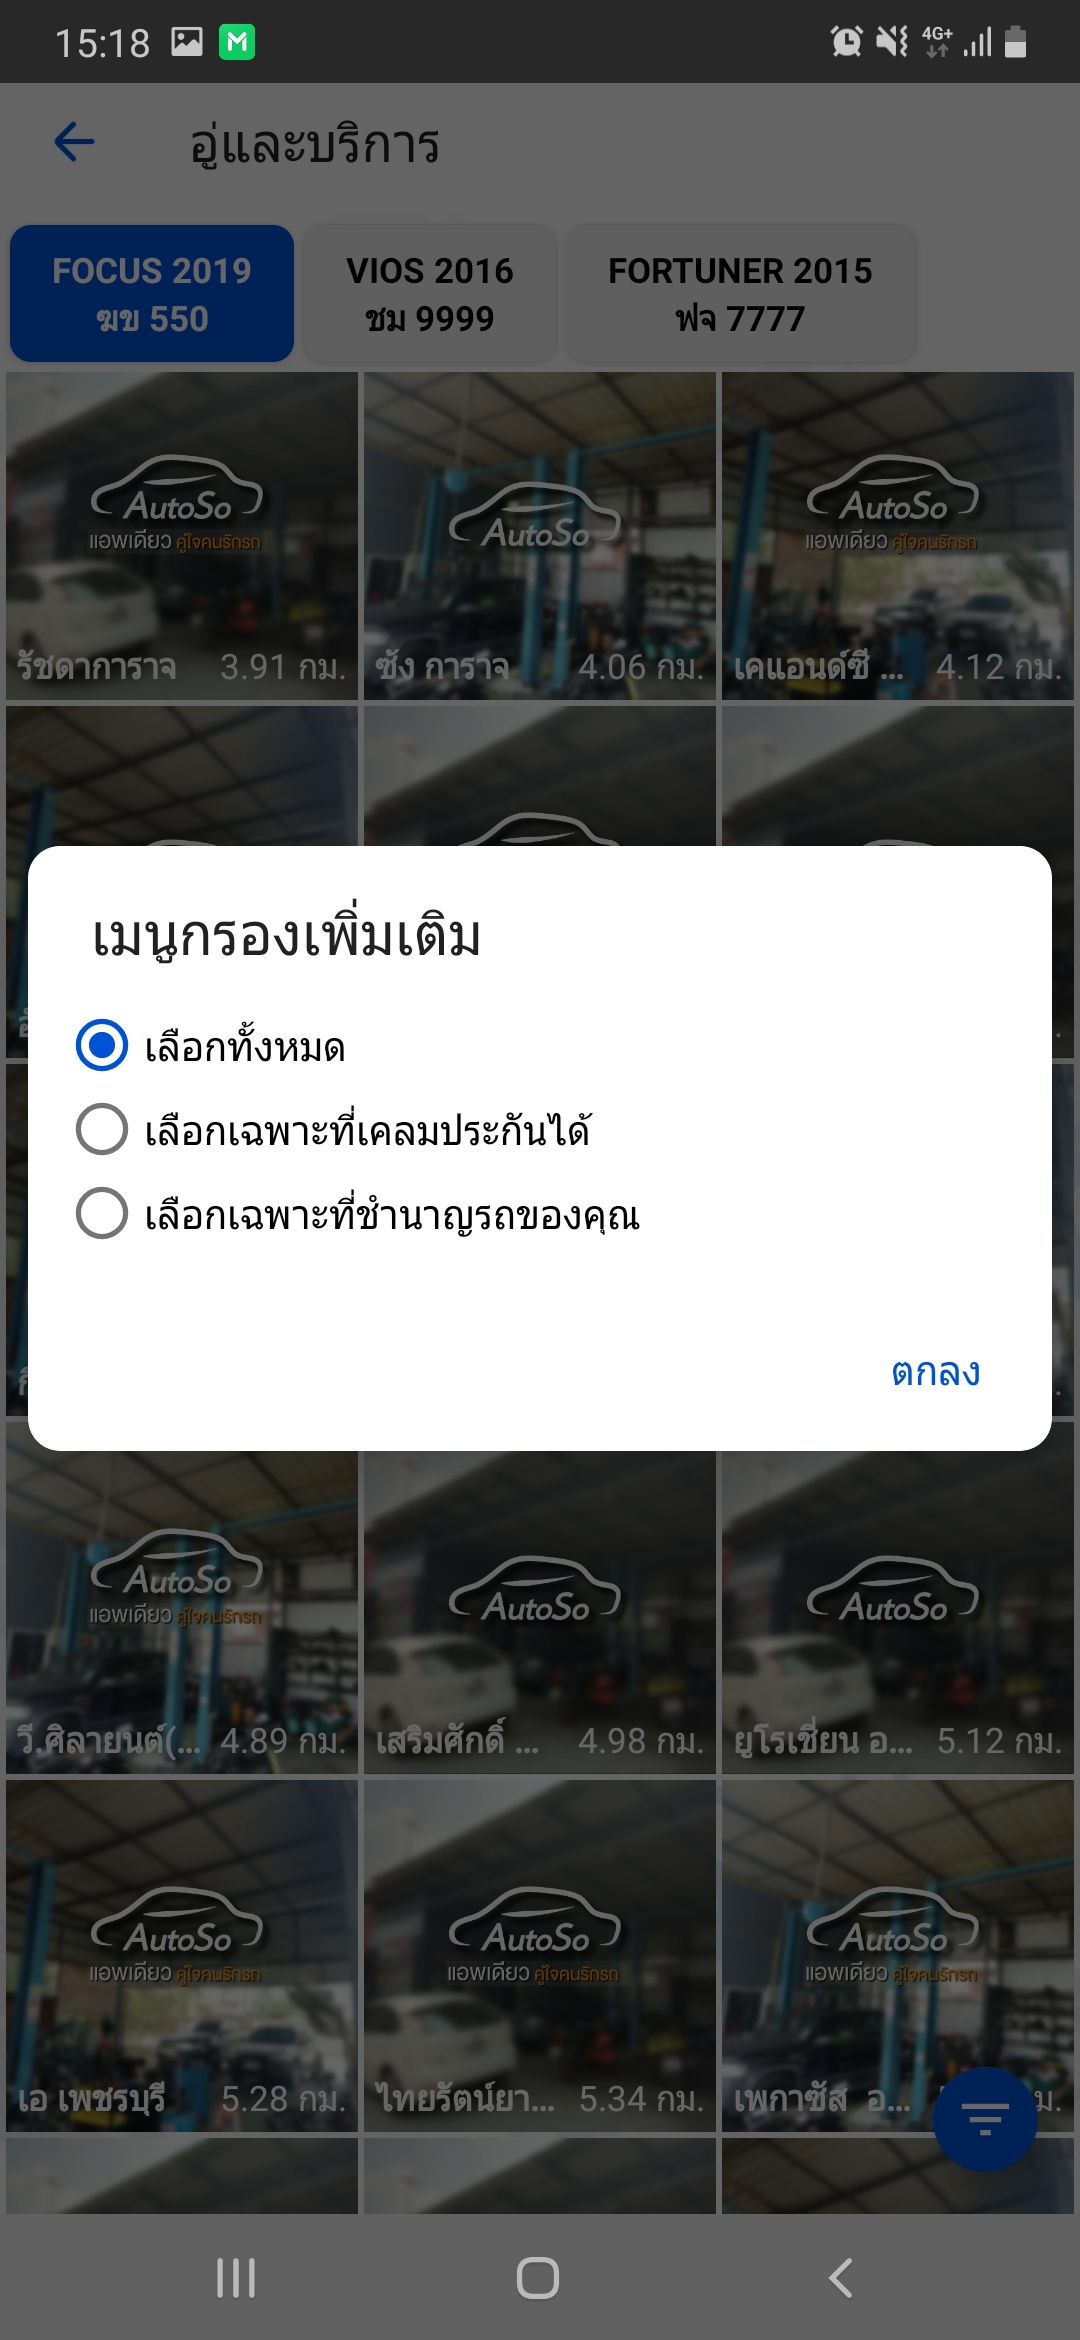 15:18
4G+
อู่และบริการ
FOCUS 2019
ฆข 550
VIOS 2016
ชม 9999
FORTUNER 2015
ฟจ 7777
AutoSo
แอพเดียว คู่ใจคนรักรถ
AutoSo
AutoSo
แอพเดียว คู่ใจคนรักรถ
รัชดาการาจ 3.91 กม.
ซ้ง การาจ 4.06 กม.
เคแอนด์ซี ... 4.12 กม.
เมนูกรองเพิ่มเติม
เลือกทั้งหมด
เลือกเฉพาะที่เคลมประกันได้
เลือกเฉพาะที่ชำนาญรถของคุณ
ตกลง
AutoSo
แอพเดียว คู่ใจคนรักรถ
AutoSo
AutoSo
วี.ศิลายนต์(... 4.89 กม.
เสริมศักดิ์ ... 4.98 กม.
ยูโรเชี่ยน อ... 5.12 กม.
AutoSo
แอพเดียว คู่ใจคนรักรถ
AutoSo
แอพเดียว คู่ใจคนรักรถ
AutoSo
แอพเดียว คู่ใจคนรักรถ
เอ เพชรบุรี 5.28 กม.
ไทยรัตน์ยา... 5.34 กม.
เพกาซัส อ... ม.